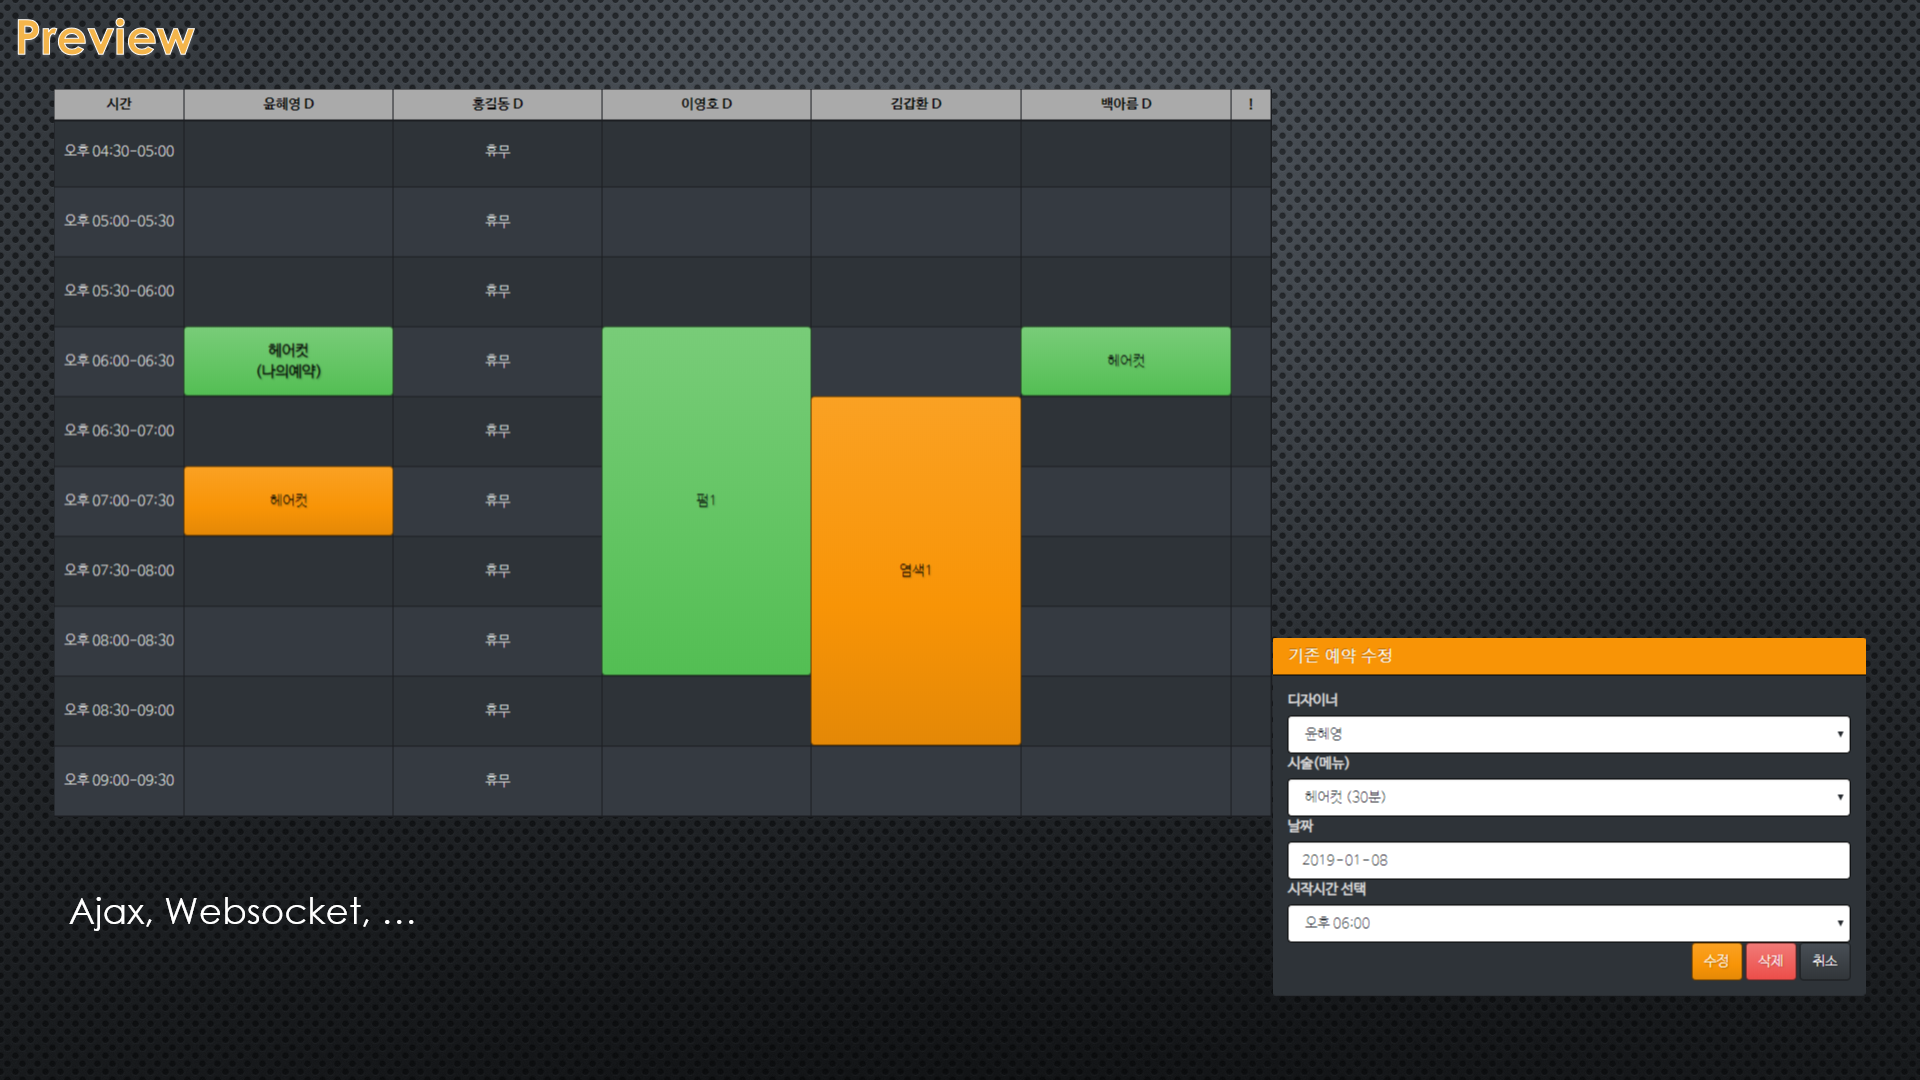 Preview
시간 윤혜영 D 홍길동 D 이영호 D 김갑환 D 백아름 D !
오후 04:30-05:00 휴무
오후 05:00-05:30 휴무
오후 05:30-06:00 휴무
오후 06:00-06:30 헤어컷 (나의예약) 휴무 헤어컷
오후 06:30-07:00 휴무
오후 07:00-07:30 헤어컷 휴무 펌1
오후 07:30-08:00 휴무 염색1
오후 08:00-08:30 휴무
오후 08:30-09:00 휴무
오후 09:00-09:30 휴무
기존 예약 수정
디자이너
윤혜영
시술(메뉴)
헤어컷 (30분)
날짜
2019-01-08
시작시간 선택
오후 06:00
수정 삭제 취소
Ajax, Websocket, ...